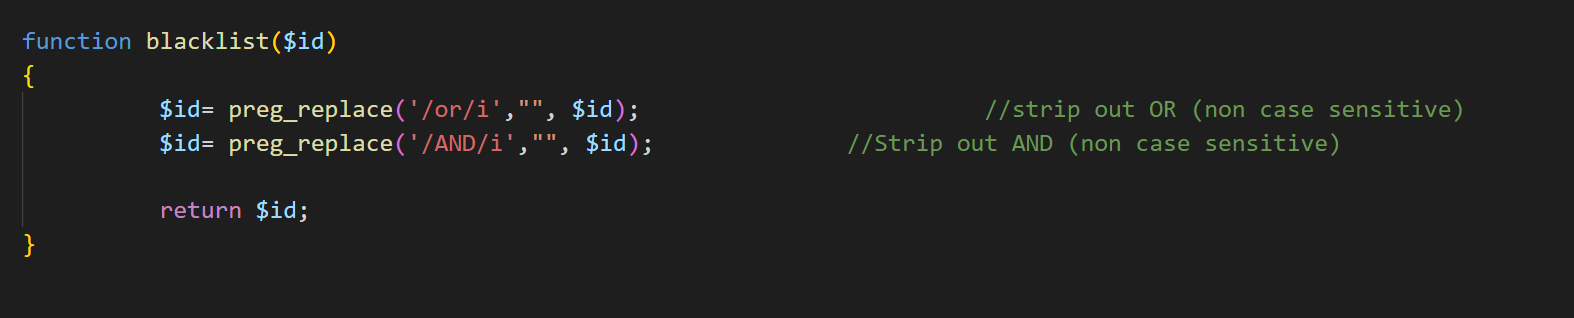 function blacklist($id)
{
$id= preg_replace('/or/i',"", $id); //strip out OR (non case sensitive)
$id= preg_replace('/AND/i',"", $id); //Strip out AND (non case sensitive)
return $id;
}